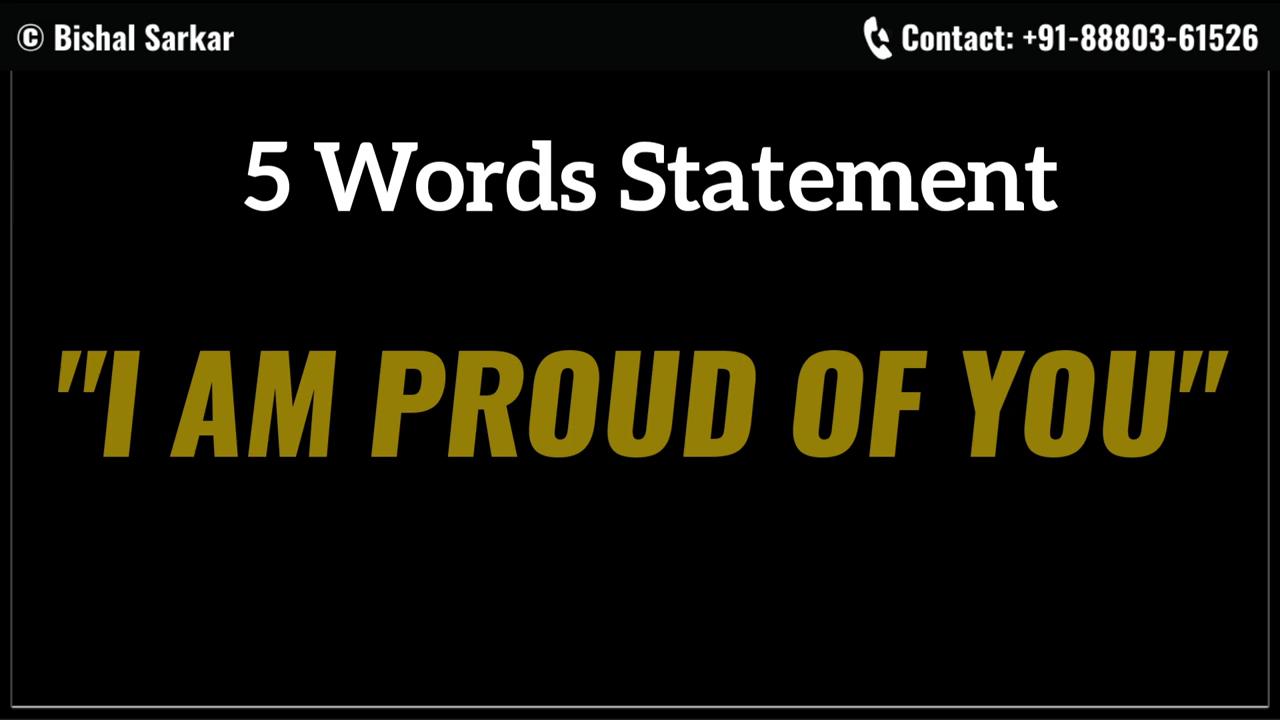 © Bishal Sarkar
Contact: +91-88803-61526
5 Words Statement
"I AM PROUD OF YOU"